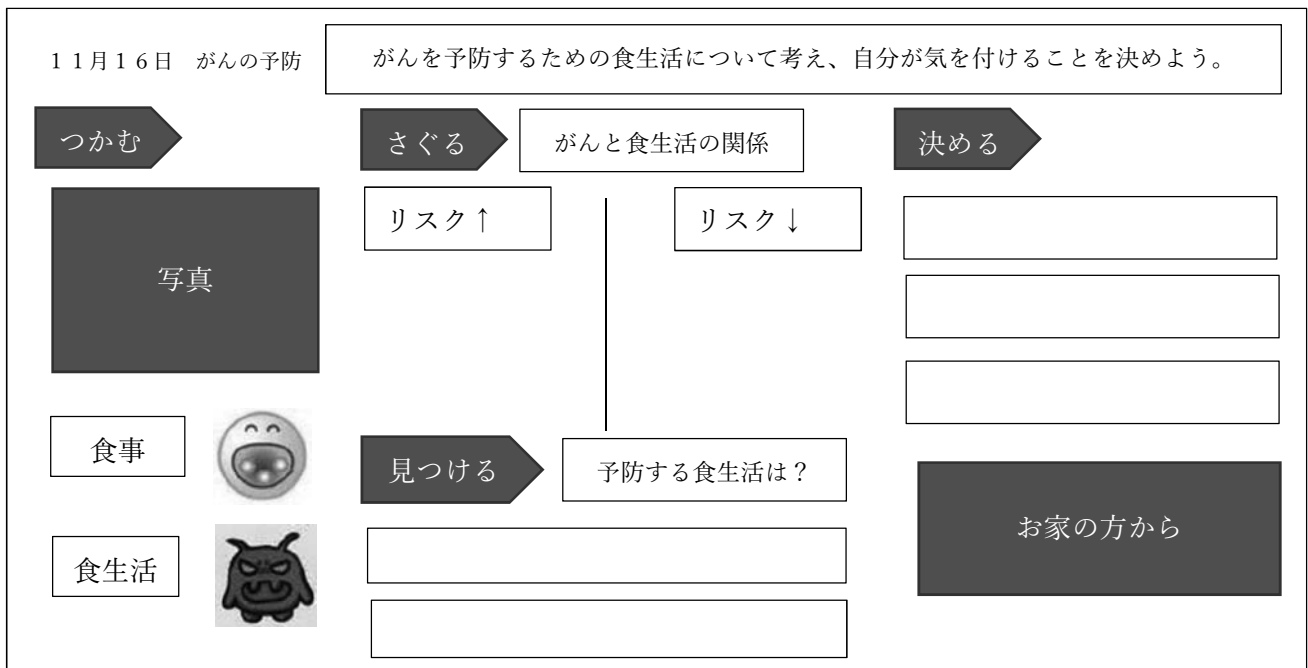 11月16日 がんの予防
がんを予防するための食生活について考え、自分が気を付けることを決めよう。
つかむ
写真
食事
食生活
さぐる
がんと食生活の関係
リスク↑
リスク↓
見つける
予防する食生活は？
決める
お家の方から